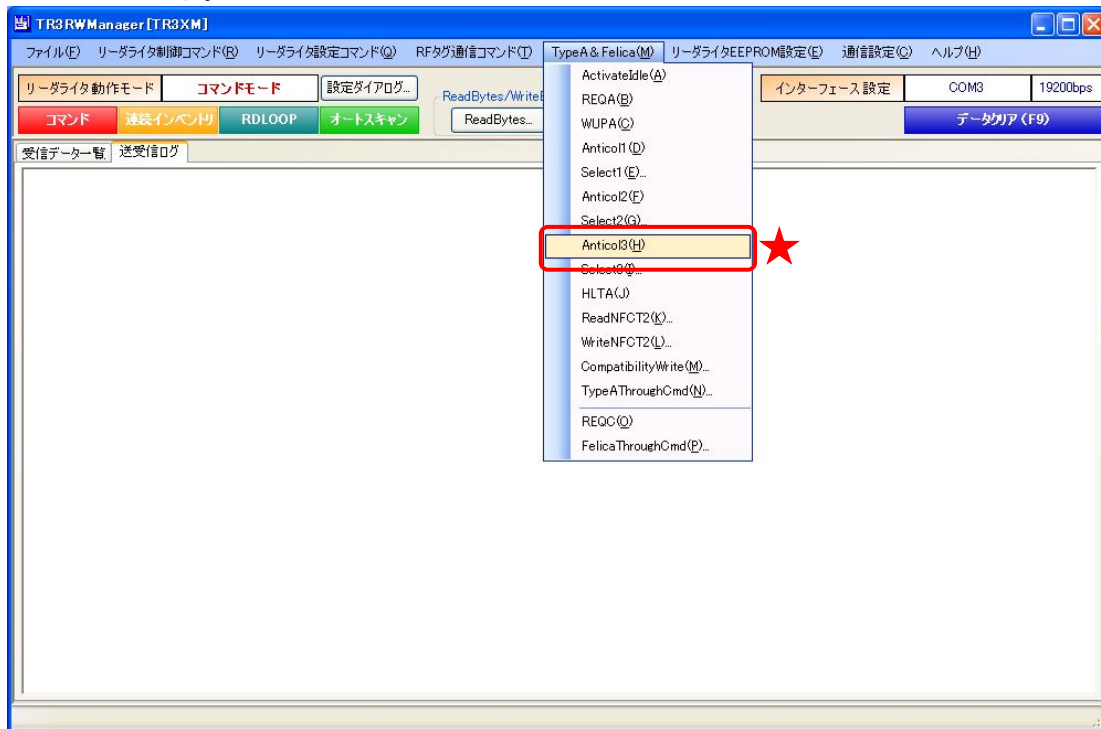 TR3RWManager [TR3XM]
ファイル(F) リーダライタ制御コマンド(R) リーダライタ設定コマンド(Q) RFタグ通信コマンド(T) TypeA & Felica(M) リーダライタEEPROM設定(E) 通信設定(C) ヘルプ(H)
リーダライタ動作モード コマンドモード 設定ダイアログ... ReadBytes/WriteB インターフェース設定 COM3 19200bps
コマンド 連続インベントリ RDLOOP オートスキャン ReadBytes... データクリア (F9)
受信データ一覧 送受信ログ
ActivateIdle(A)
REQA(B)
WUPA(C)
Anticol1(D)
Select1(E)...
Anticol2(F)
Select2(G)...
Anticol3(H)
Select3(I)...
HLTA(J)
ReadNFCT2(K)...
WriteNFCT2(L)...
CompatibilityWrite(M)...
TypeAThroughCmd(N)...
REQC(O)
FelicaThroughCmd(P)...